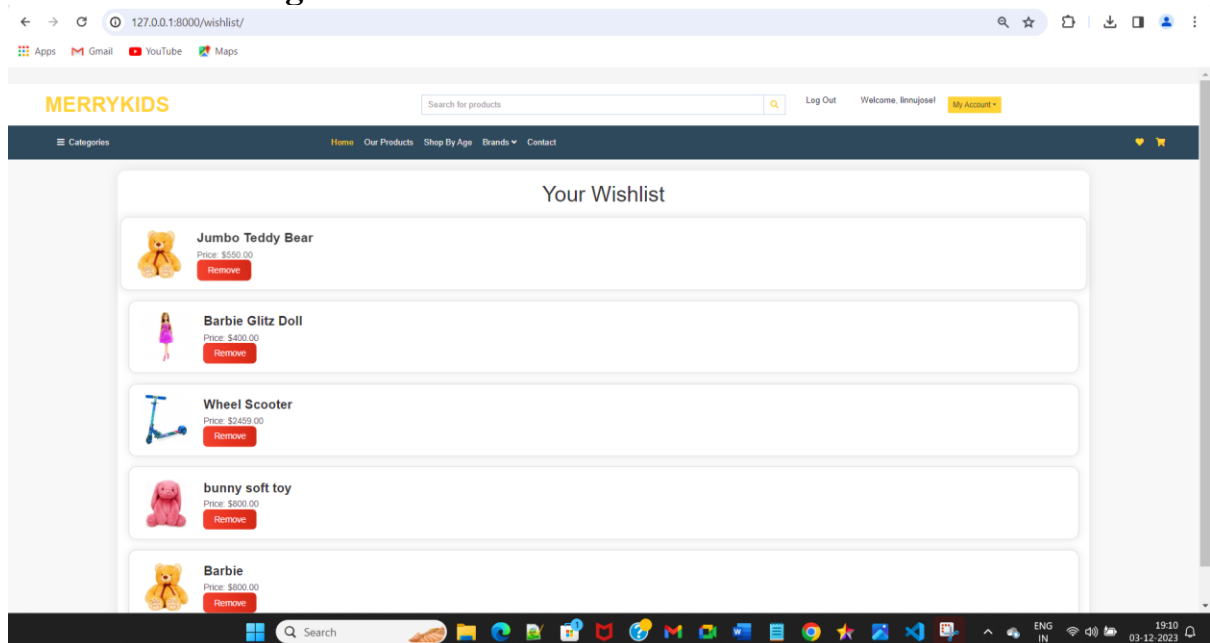 127.0.0.1:8000/wishlist/
Apps Gmail YouTube Maps
MERRYKIDS
Search for products
Log Out Welcome, linnujose! My Account
Categories Home Our Products Shop By Age Brands Contact
Your Wishlist
Jumbo Teddy Bear
Price: $550.00
Remove
Barbie Glitz Doll
Price: $400.00
Remove
Wheel Scooter
Price: $2459.00
Remove
bunny soft toy
Price: $800.00
Remove
Barbie
Price: $800.00
Remove
Search
ENG
IN
19:10
03-12-2023